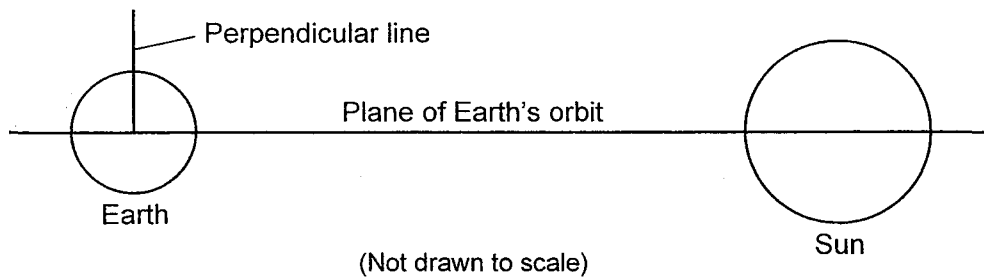 Perpendicular line
Plane of Earth's orbit
Earth
Sun
(Not drawn to scale)